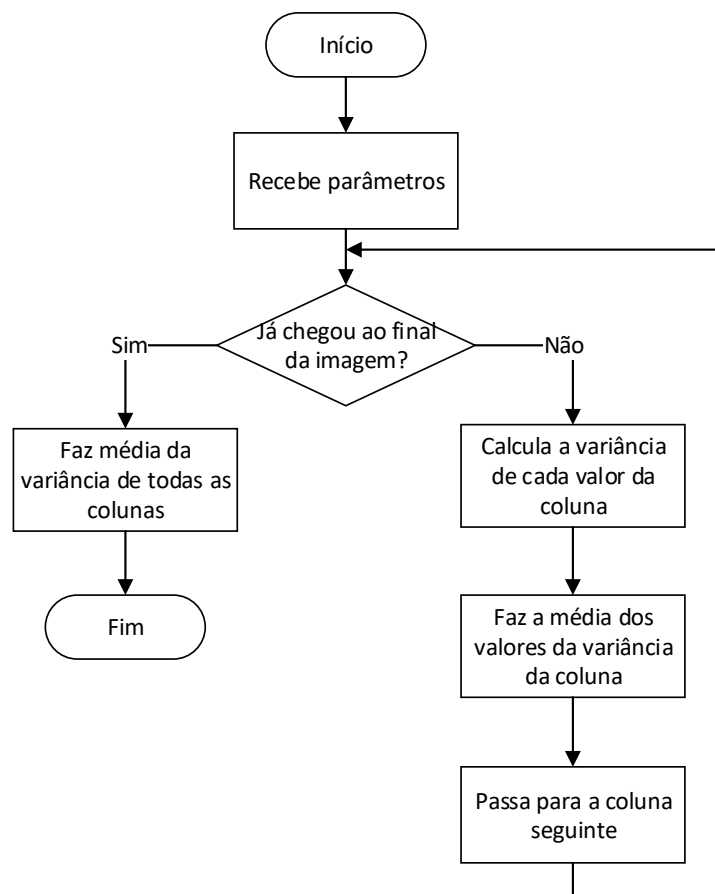 Início
Recebe parâmetros
Já chegou ao final
da imagem?
Sim
Não
Faz média da
variância de todas as
colunas
Fim
Calcula a variância
de cada valor da
coluna
Faz a média dos
valores da variância
da coluna
Passa para a coluna
seguinte